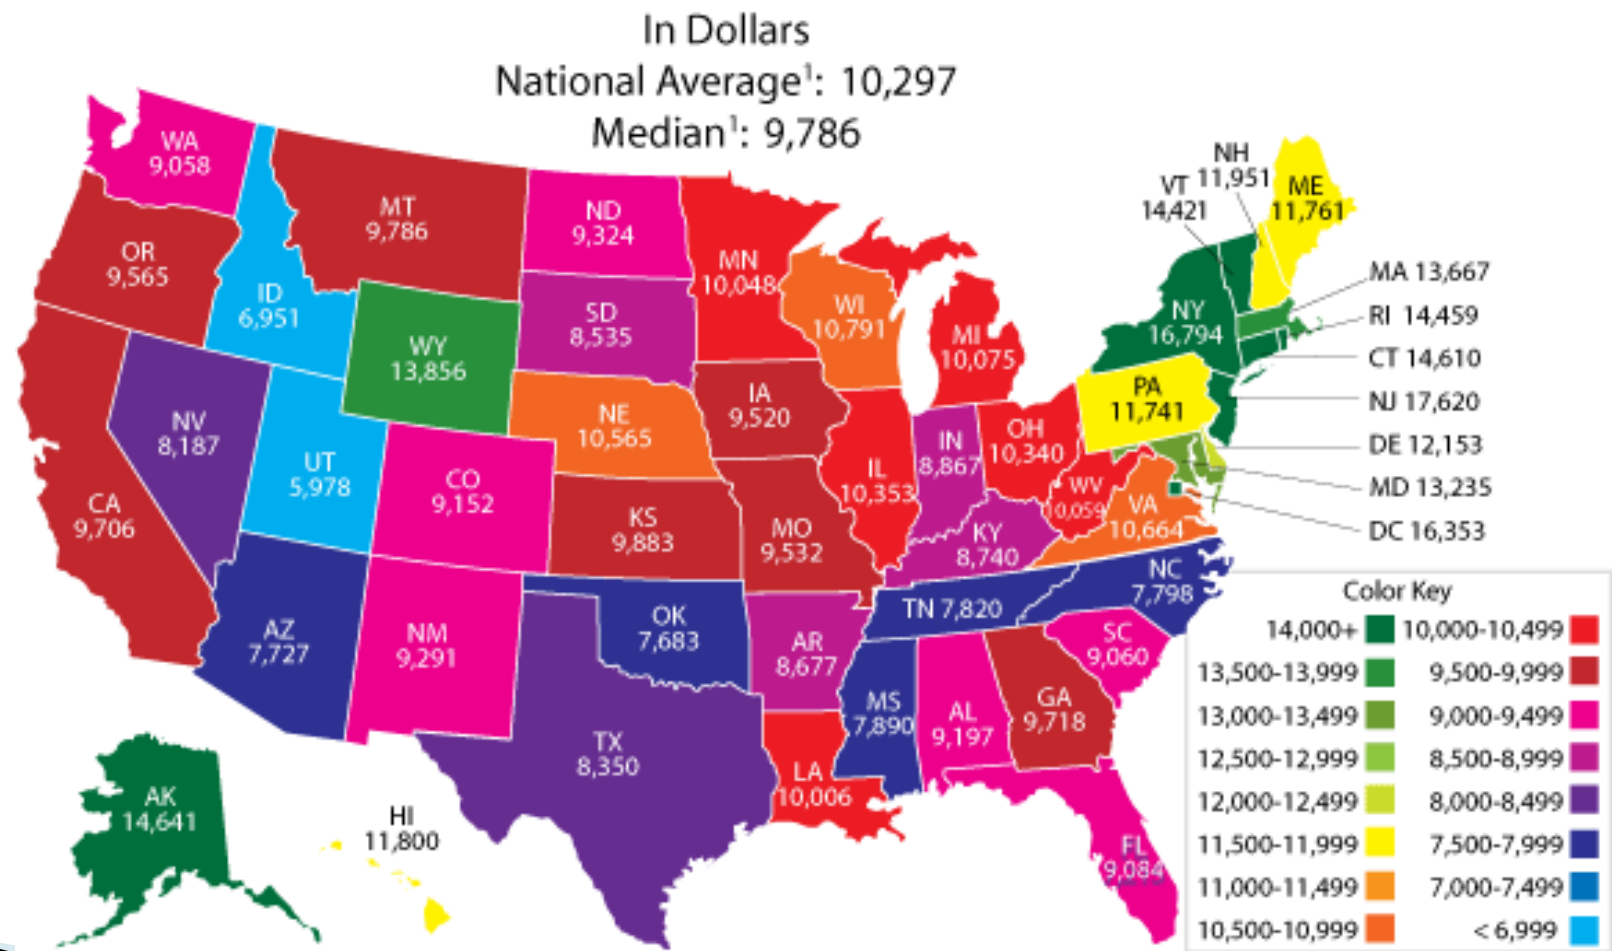 In Dollars
National Average¹: 10,297
Median¹: 9,786
WA
9,058
OR
9,565
CA
9,706
ID
6,951
NV
8,187
MT
9,786
WY
13,856
UT
5,978
CO
9,152
AZ
7,727
NM
9,291
ND
9,324
SD
8,535
NE
10,565
KS
9,883
OK
7,683
TX
8,350
MN
10,048
IA
9,520
MO
9,532
AR
8,677
LA
10,006
WI
10,791
IL
10,353
MI
10,075
IN
8,867
OH
10,340
KY
8,740
TN 7,820
MS
7,890
AL
9,197
GA
9,718
FL
9,084
SC
9,060
NC
7,798
VA
10,664
WV
10,059
PA
11,741
NY
16,794
VT
14,421
NH
11,951
ME
11,761
MA 13,667
RI 14,459
CT 14,610
NJ 17,620
DE 12,153
MD 13,235
DC 16,353
AK
14,641
HI
11,800
Color Key
14,000+
13,500-13,999
13,000-13,499
12,500-12,999
12,000-12,499
11,500-11,999
11,000-11,499
10,500-10,999
10,000-10,499
9,500-9,999
9,000-9,499
8,500-8,999
8,000-8,499
7,500-7,999
7,000-7,499
< 6,999